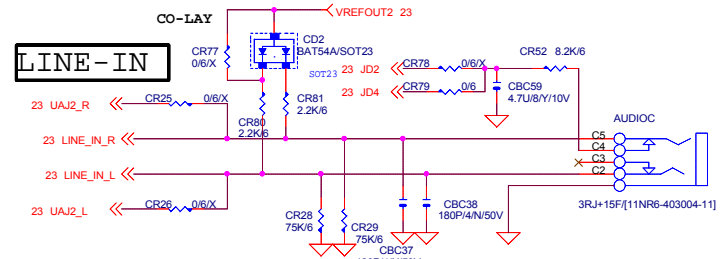 CO-LAY
VREFOUT2 23
CR77
0/6/X
CD2
BAT54A/SOT23
SOT23
LINE-IN
23 JD2
CR78
0/6/X
CR52 8.2K/6
23 JD4
CR79
0/6
CBC59
4.7U/8/Y/10V
CR81
2.2K/6
CR80
2.2K/6
23 UAJ2_R
CR25
0/6/X
AUDIOC
23 LINE_IN_R
C5
C4
C3
C2
23 LINE_IN_L
23 UAJ2_L
CR26
0/6/X
CR28
75K/6
CR29
75K/6
CBC38
180P/4/N/50V
CBC37
3RJ+15F/[11NR6-403004-11]